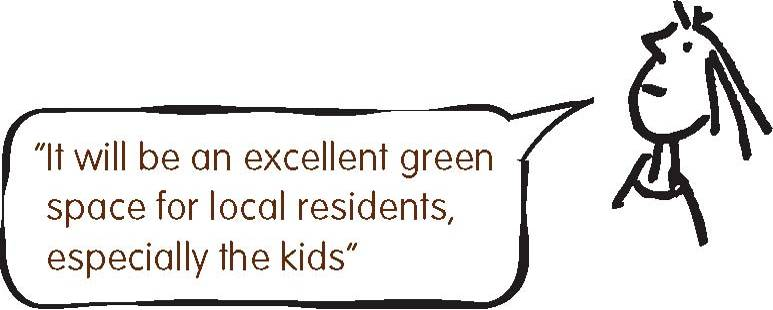 “It will be an excellent green
space for local residents,
especially the kids”